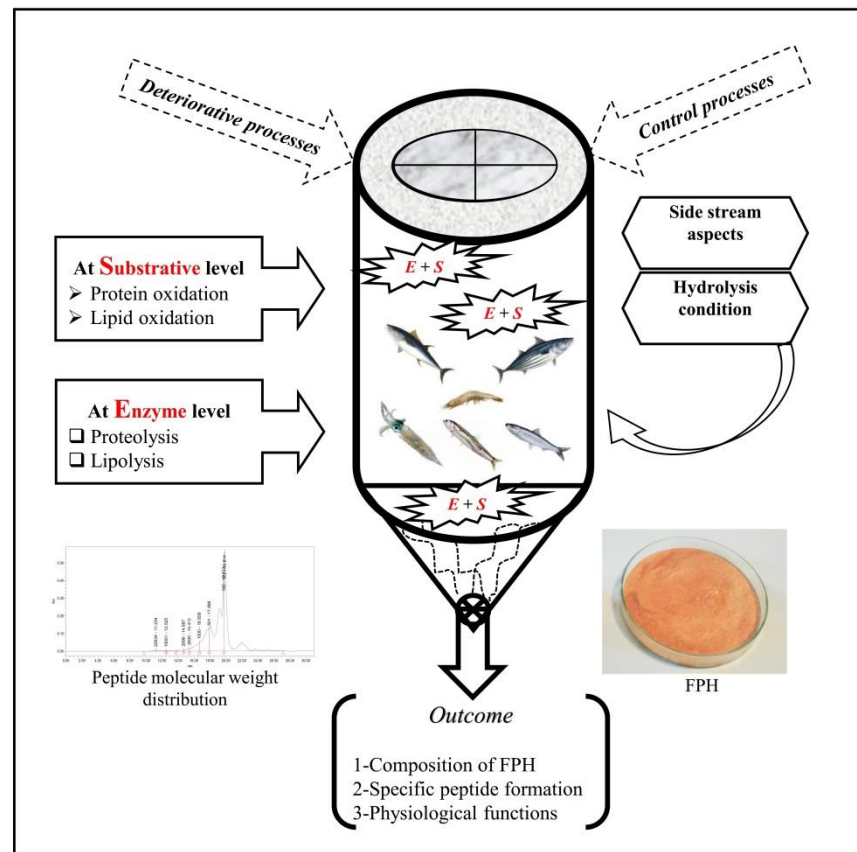 Deteriorative processes
Control processes
Side stream
aspects
Hydrolysis
condition
At Substrative level
➢ Protein oxidation
➢ Lipid oxidation
E + S
E + S
At Enzyme level
❑ Proteolysis
❑ Lipolysis
E + S
Peptide molecular weight
distribution
FPH
Outcome
1-Composition of FPH
2-Specific peptide formation
3-Physiological functions